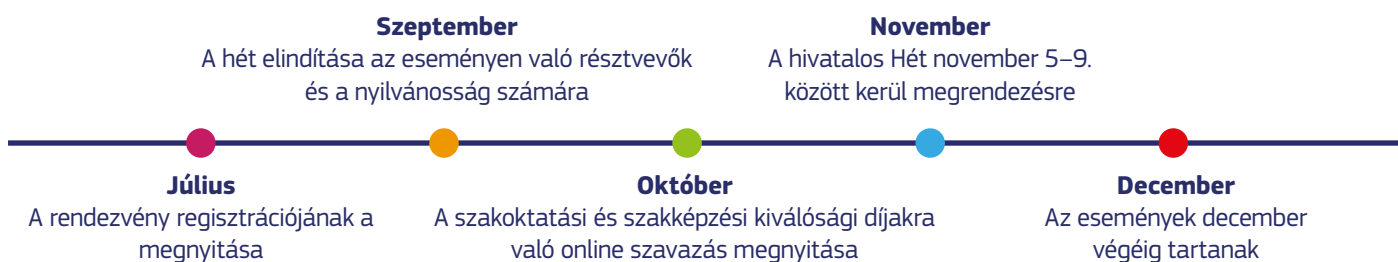 Szeptember
A hét elindítása az eseményen való résztvevők
és a nyilvánosság számára
November
A hivatalos Hét november 5–9.
között kerül megrendezésre
Július
A rendezvény regisztrációjának a
megnyitása
Október
A szakoktatási és szakképzési kiválósági díjakra
való online szavazás megnyitása
December
Az események december
végéig tartanak